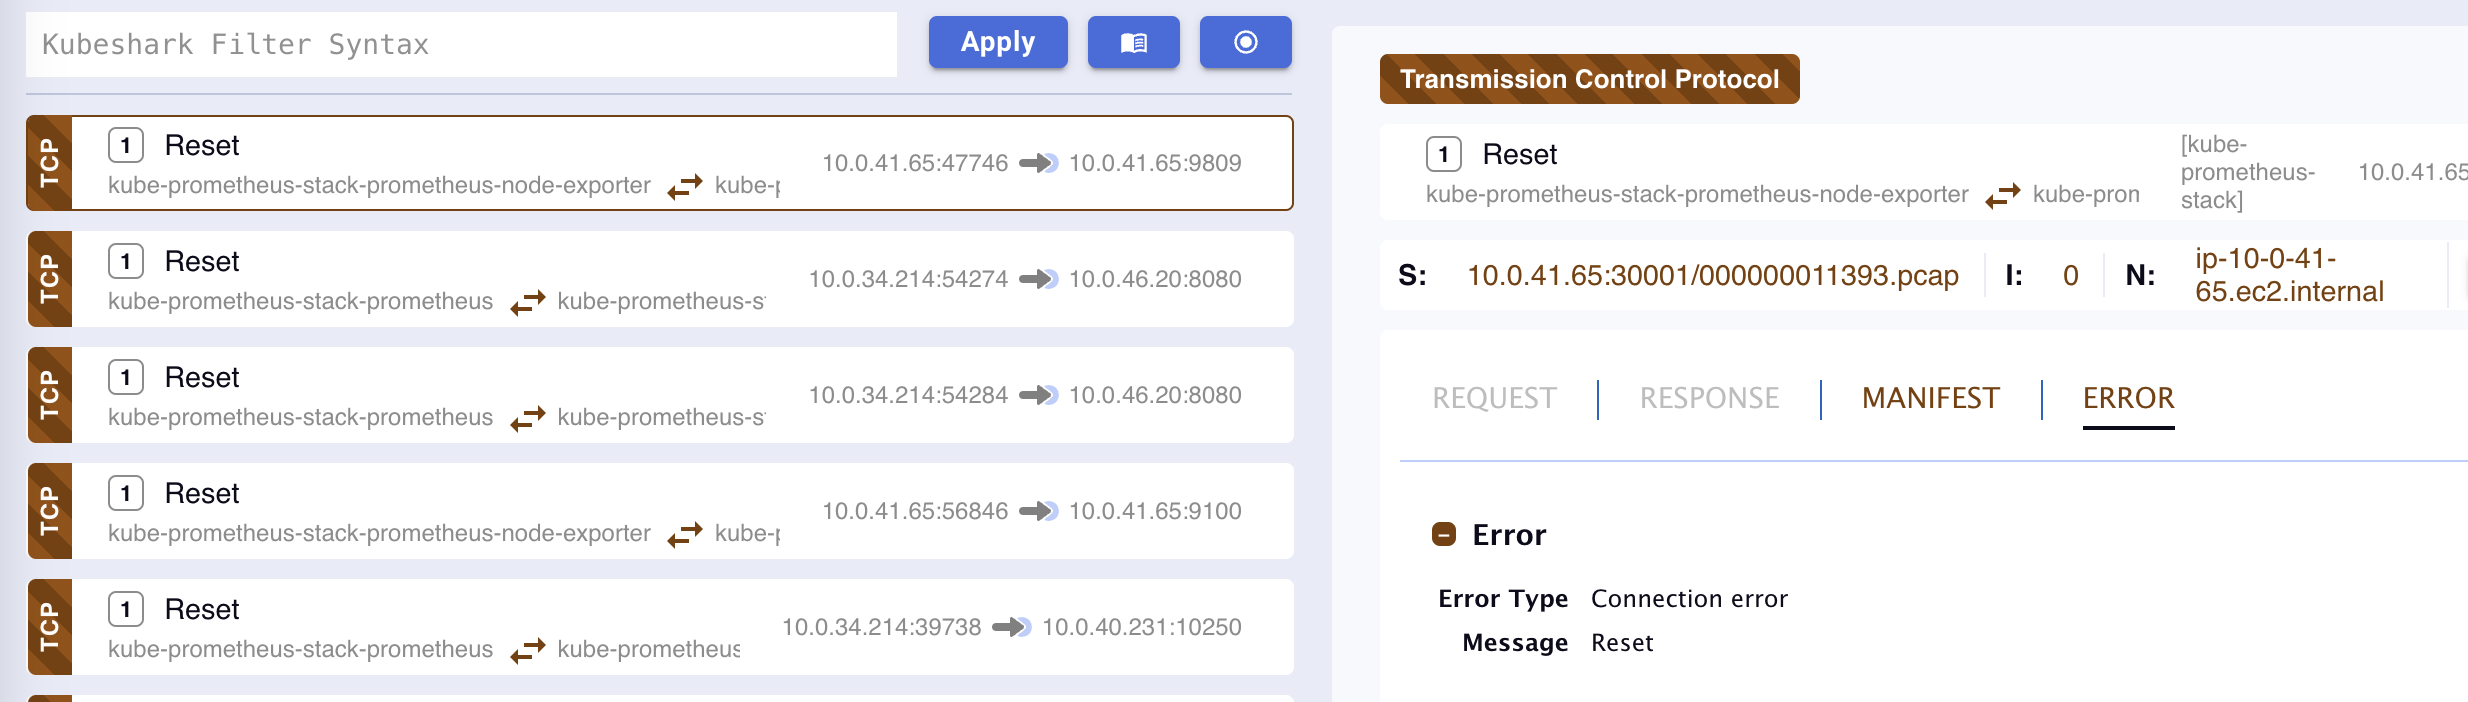 Kubeshark Filter Syntax
Apply
TCP
1 Reset
kube-prometheus-stack-prometheus-node-exporter kube-p
10.0.41.65:47746 10.0.41.65:9809
TCP
1 Reset
kube-prometheus-stack-prometheus kube-prometheus-s
10.0.34.214:54274 10.0.46.20:8080
TCP
1 Reset
kube-prometheus-stack-prometheus kube-prometheus-s
10.0.34.214:54284 10.0.46.20:8080
TCP
1 Reset
kube-prometheus-stack-prometheus-node-exporter kube-p
10.0.41.65:56846 10.0.41.65:9100
TCP
1 Reset
kube-prometheus-stack-prometheus kube-prometheus
10.0.34.214:39738 10.0.40.231:10250
Transmission Control Protocol
1 Reset
kube-prometheus-stack-prometheus-node-exporter kube-pron
[kube-
prometheus-
stack]
10.0.41.65
S: 10.0.41.65:30001/000000011393.pcap I: 0 N: ip-10-0-41-
65.ec2.internal
REQUEST RESPONSE MANIFEST ERROR
Error
Error Type Connection error
Message Reset